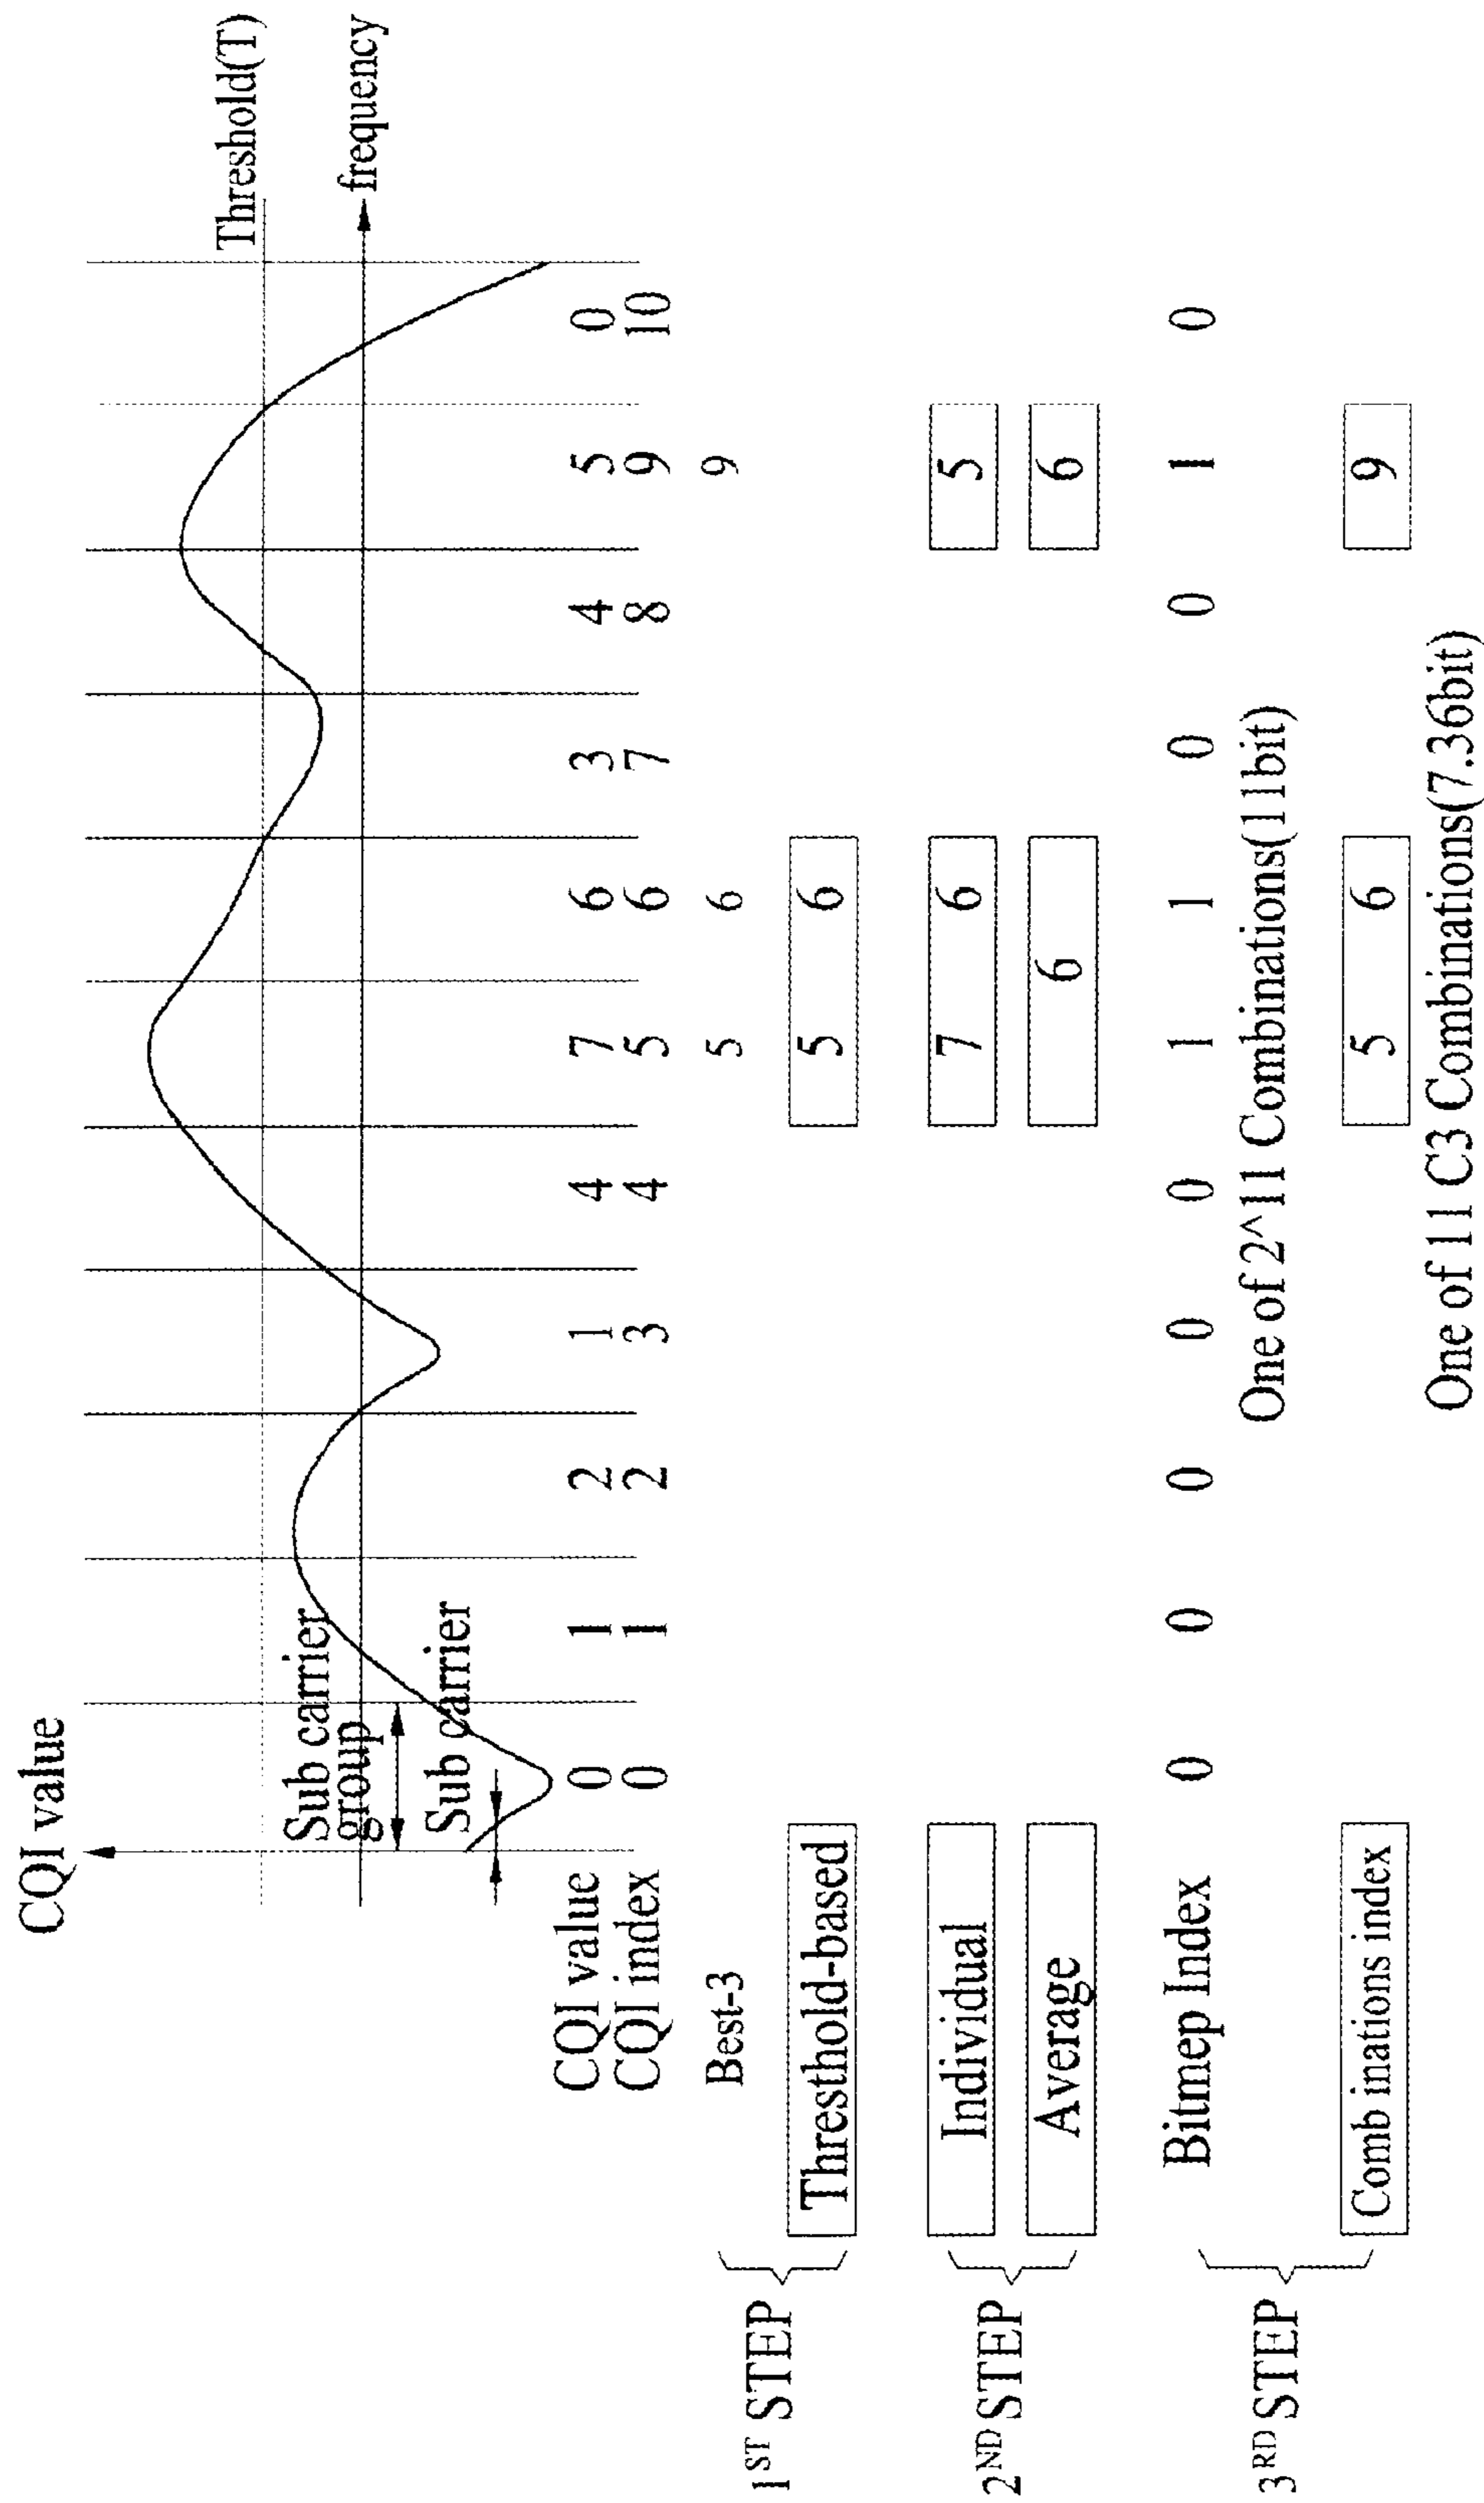 CQI value
Threshold(T)
frequency
Sub carrier
group
Sub carrier
CQI value 0 1 2 1 4 7 6 3 4 5 0
CQI index 0 1 2 3 4 5 6 7 8 9 10
1ST STEP
Best-3 5 6 9
Thresthold-based 5 6
2ND STEP
Individual 7 6 5
Average 6 6
3RD STEP
Bitmep Index 0 0 0 0 0 1 1 0 0 1 0
One of 2^11 Combinations(11bit)
Comb inations index 5 6 9
One of 11 C3 Combinations(7.36bit)